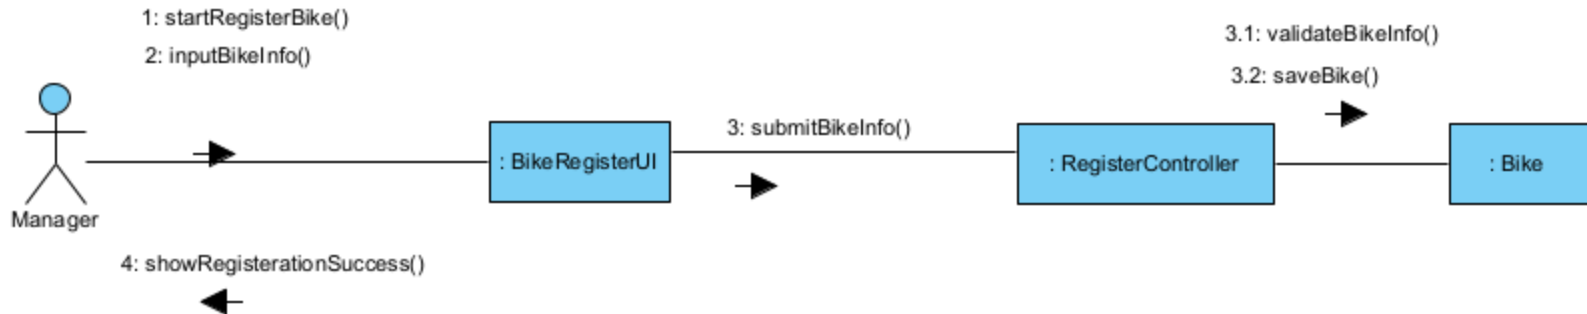 1: startRegisterBike()
2: inputBikeInfo()
3.1: validateBikeInfo()
3.2: saveBike()
3: submitBikeInfo()
: BikeRegisterUI
: RegisterController
: Bike
Manager
4: showRegisterationSuccess()